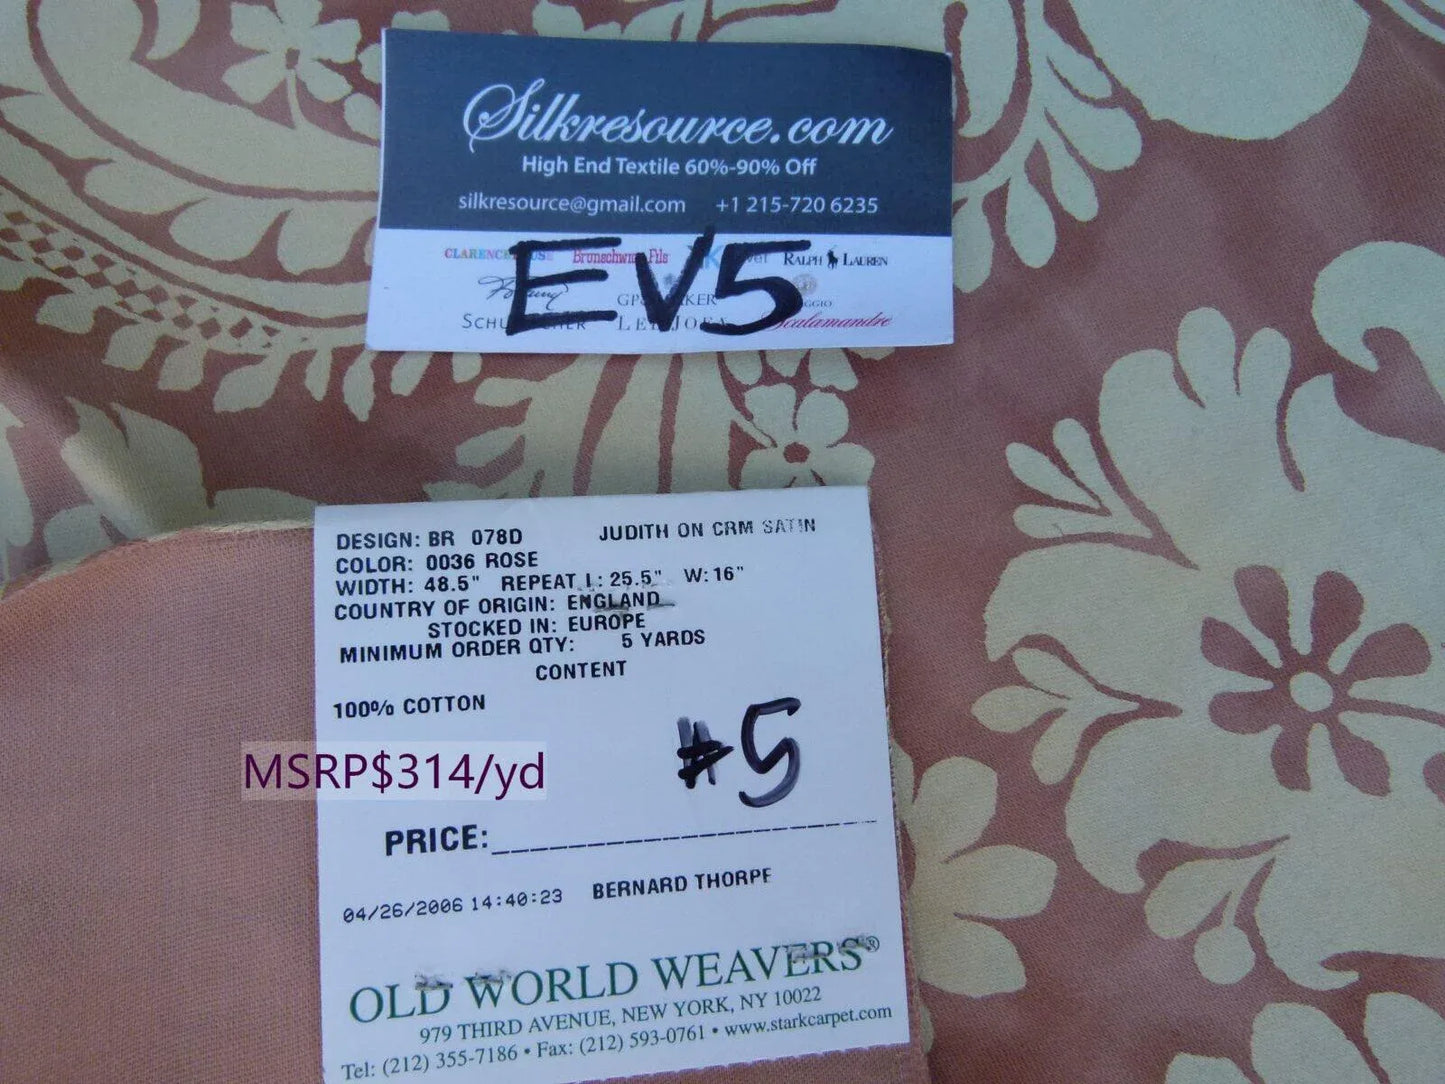 Silkresource.com
High End Textile 60%-90% Off
silkresource@gmail.com +1 215-720 6235
RALPH LAUREN
EV5
Scalamandre
DESIGN: BR 078D JUDITH ON CRM SATIN
COLOR: 0036 ROSE
WIDTH: 48.5" REPEAT L: 25.5" W: 16"
COUNTRY OF ORIGIN: ENGLAND
STOCKED IN: EUROPE
MINIMUM ORDER QTY: 5 YARDS
CONTENT
100% COTTON
#5
MSRP$314/yd
PRICE:
04/26/2006 14:40:23 BERNARD THORPE
OLD WORLD WEAVERS®
979 THIRD AVENUE, NEW YORK, NY 10022
Tel: (212) 355-7186 • Fax: (212) 593-0761 • www.starkcarpet.com